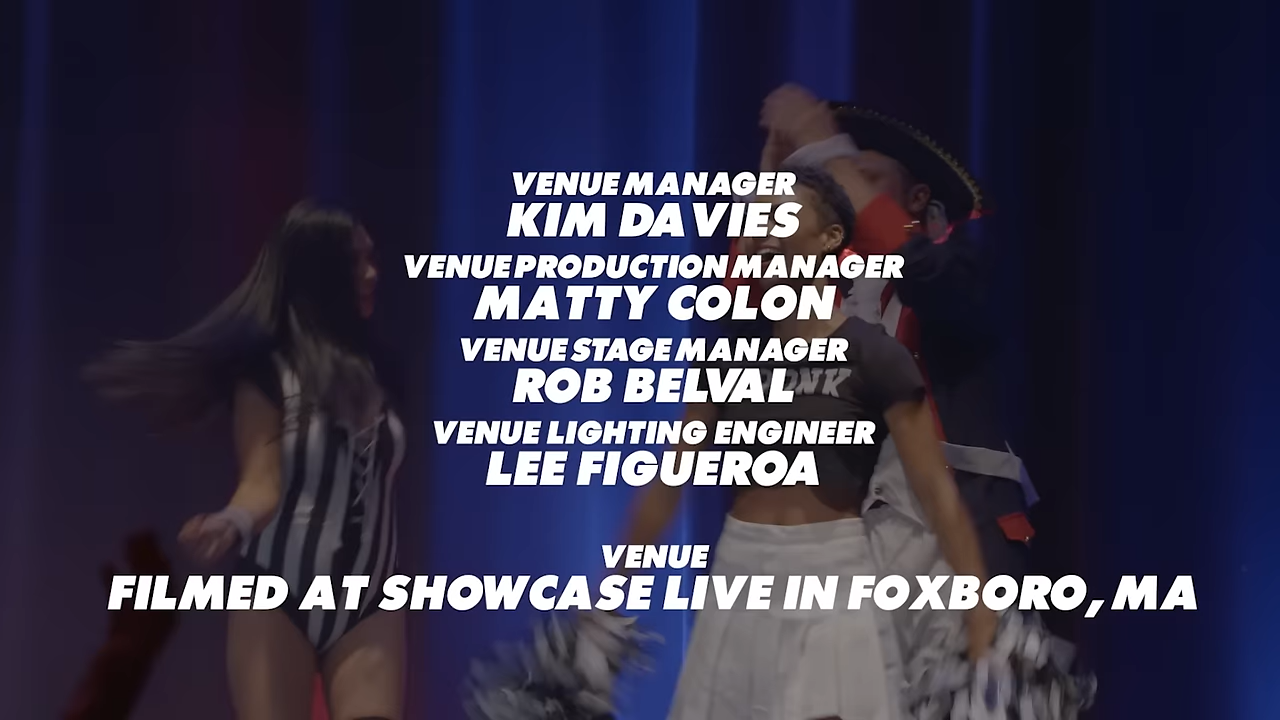 VENUE MANAGER
KIM DAVIES
VENUE PRODUCTION MANAGER
MATTY COLON
VENUE STAGE MANAGER
ROB BELVAL
VENUE LIGHTING ENGINEER
LEE FIGUEROA
VENUE
FILMED AT SHOWCASE LIVE IN FOXBORO, MA